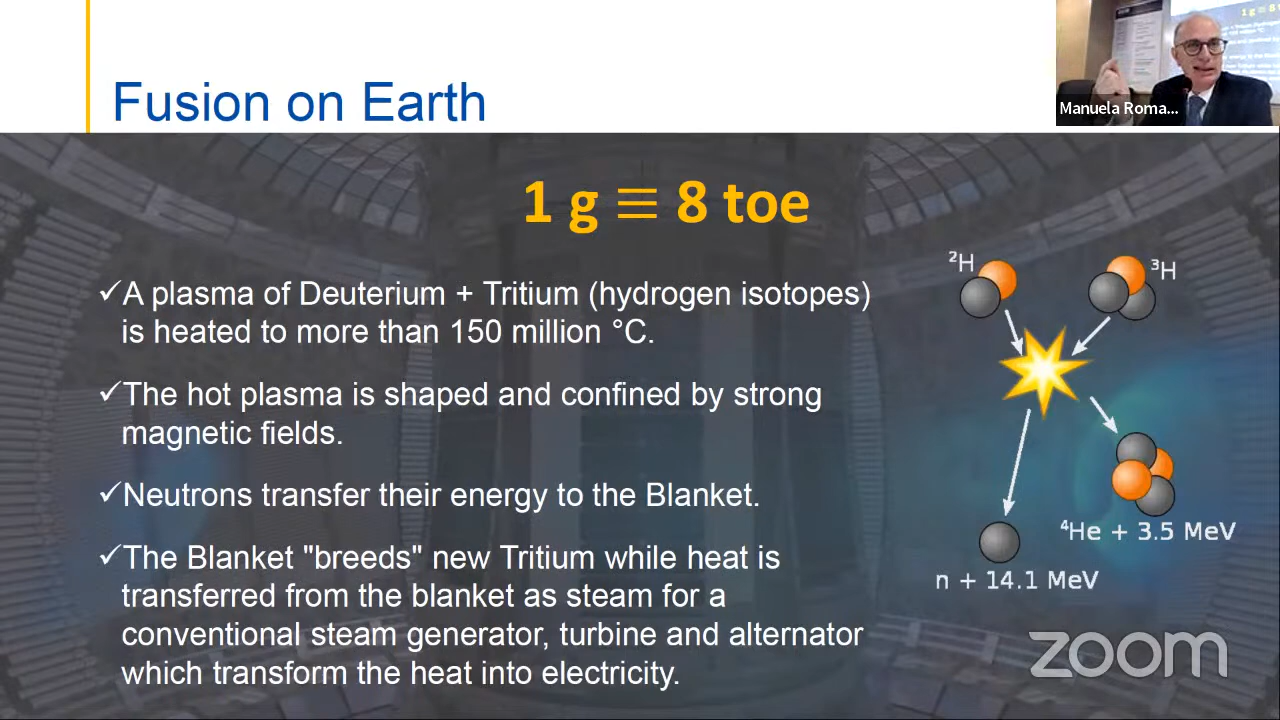 Fusion on Earth
Manuela Roma...
1 g ≡ 8 toe
✓A plasma of Deuterium + Tritium (hydrogen isotopes)
is heated to more than 150 million °C.
✓The hot plasma is shaped and confined by strong
magnetic fields.
✓Neutrons transfer their energy to the Blanket.
✓The Blanket "breeds" new Tritium while heat is
transferred from the blanket as steam for a
conventional steam generator, turbine and alternator
which transform the heat into electricity.
²H
³H
⁴He + 3.5 MeV
n + 14.1 MeV
zoom